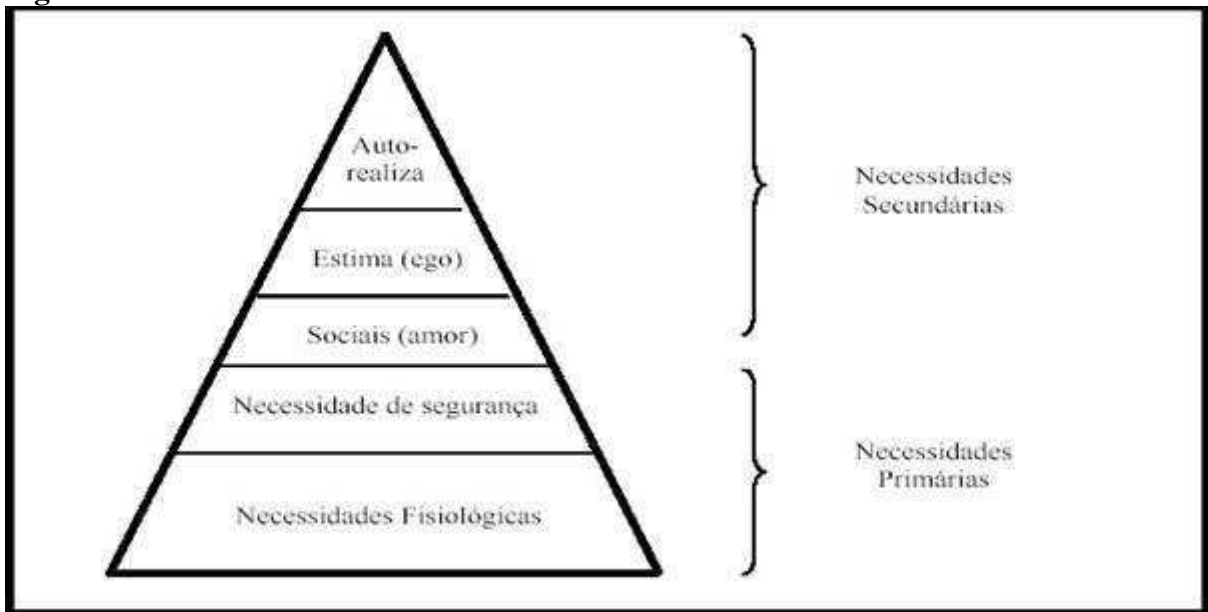 Auto-
realiza
Estima (ego)
Sociais (amor)
Necessidade de segurança
Necessidades Fisiológicas
Necessidades
Secundárias
Necessidades
Primárias